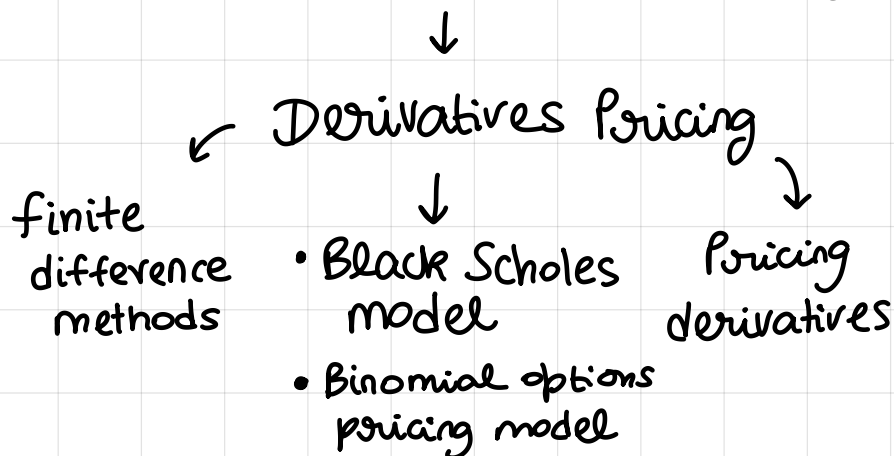 Derivatives Pricing
finite
difference
methods
• Black Scholes
model
• Binomial options
pricing model
Pricing
derivatives